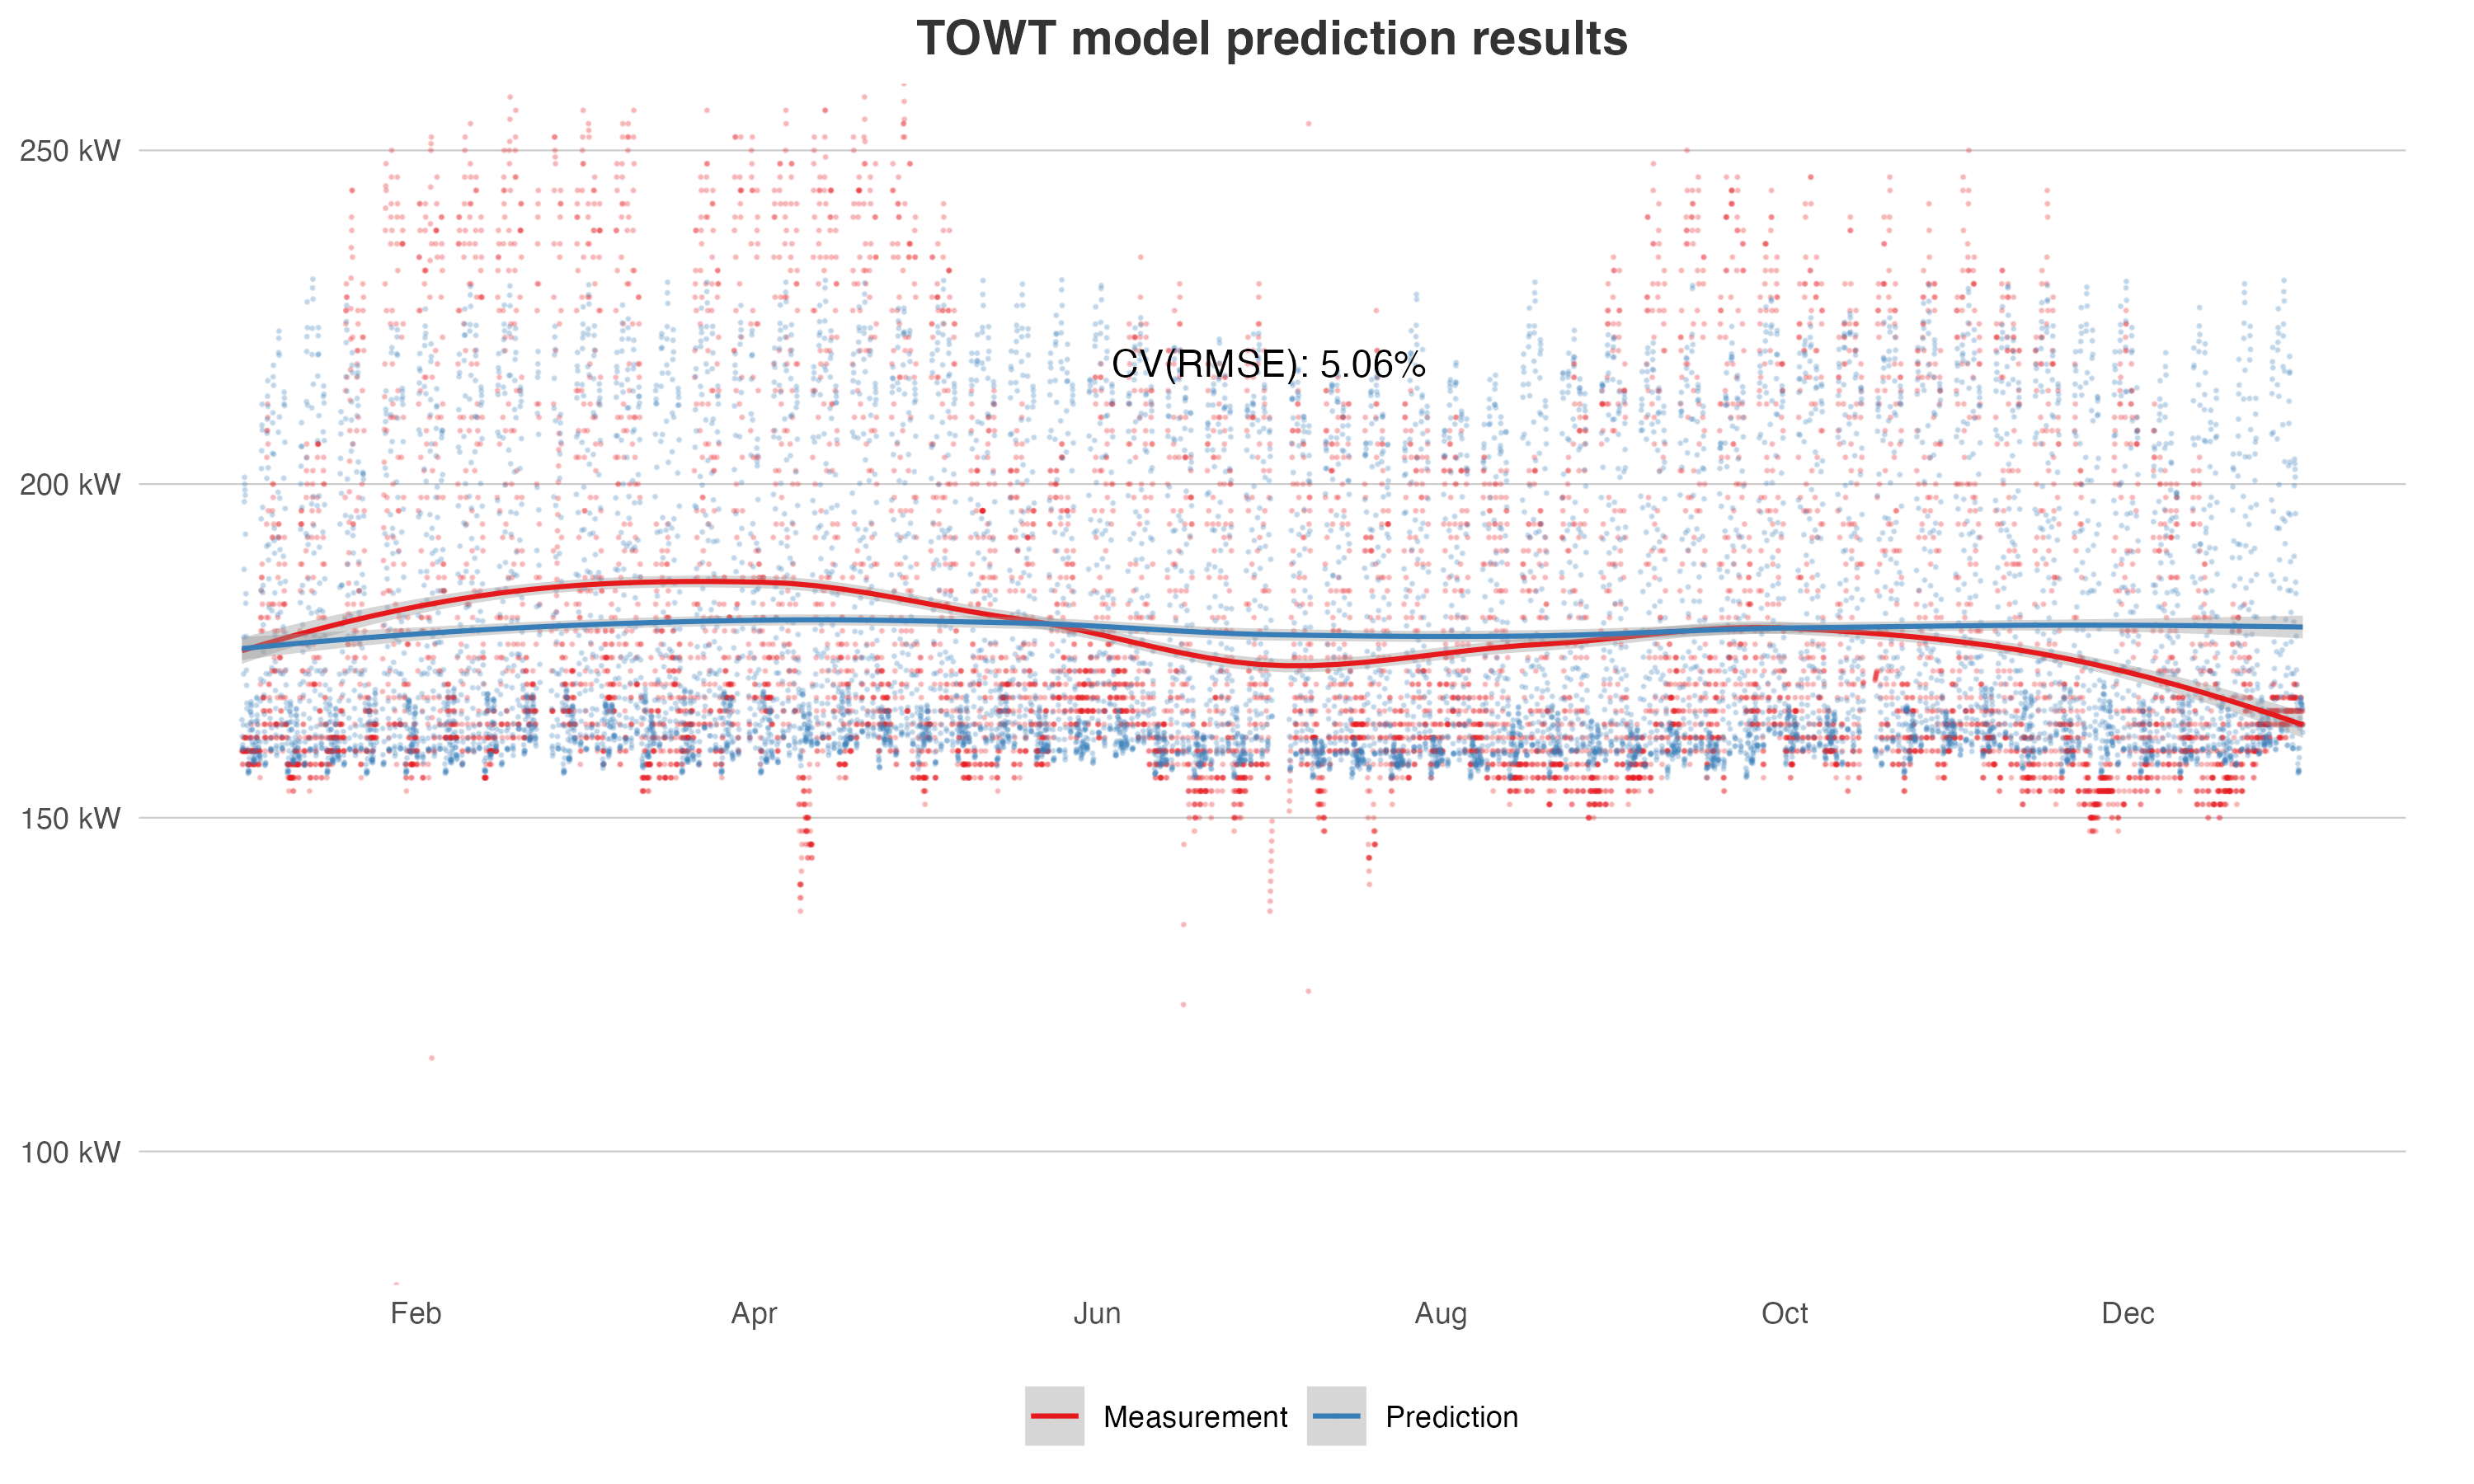 TOWT model prediction results
250 kW
CV(RMSE): 5.06%
200 kW
150 kW
100 kW
Feb Apr Jun Aug Oct Dec
Measurement Prediction